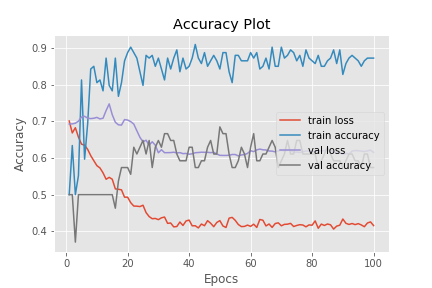 Accuracy Plot
Accuracy
0.9
0.8
0.7
0.6
0.5
0.4
train loss
train accuracy
val loss
val accuracy
0
20
40
60
80
100
Epocs